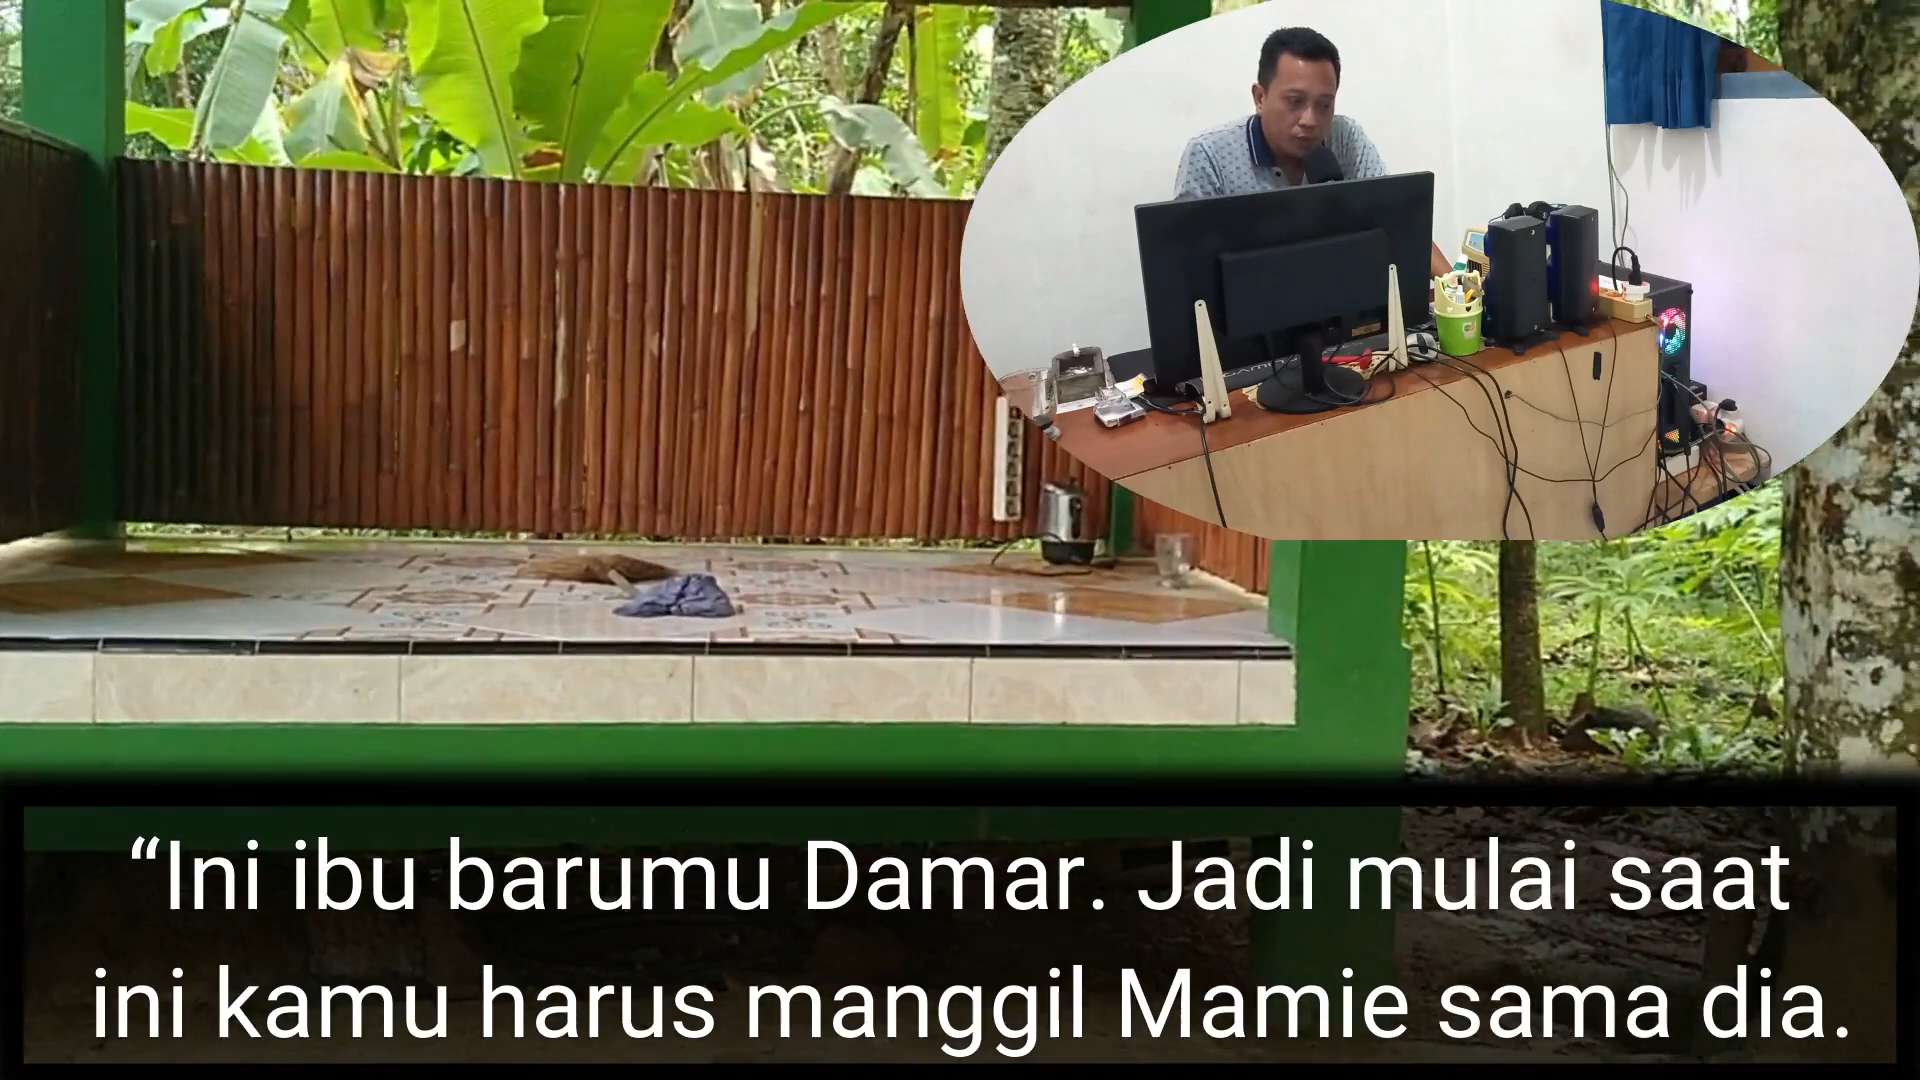 “Ini ibu barumu Damar. Jadi mulai saat
ini kamu harus manggil Mamie sama dia.